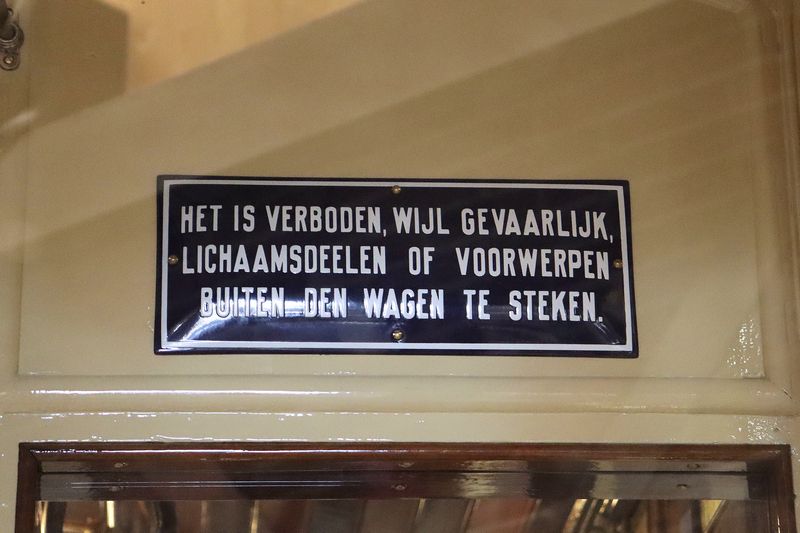 HET IS VERBODEN, WIJL GEVAARLIJK,
LICHAAMSDEELEN OF VOORWERPEN
BUITEN DEN WAGEN TE STEKEN.